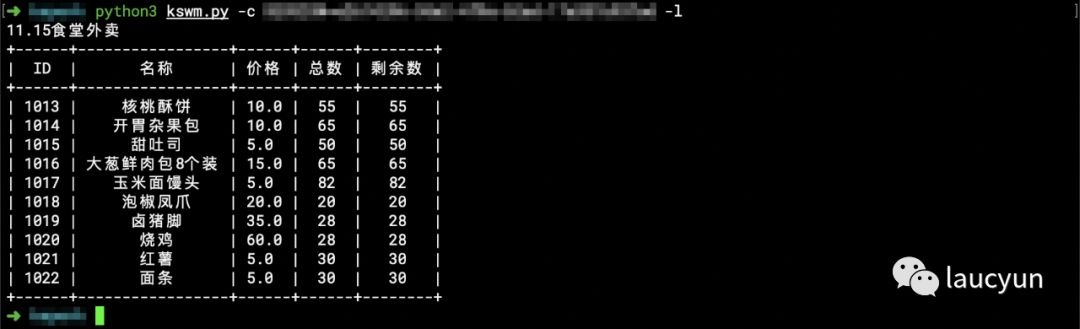 → python3 kswm.py -c -l
11.15食堂外卖
+------+----------------+------+------+--------+
| ID | 名称 | 价格 | 总数 | 剩余数 |
+------+----------------+------+------+--------+
| 1013 | 核桃酥饼 | 10.0 | 55 | 55 |
| 1014 | 开胃杂果包 | 10.0 | 65 | 65 |
| 1015 | 甜吐司 | 5.0 | 50 | 50 |
| 1016 | 大葱鲜肉包8个装 | 15.0 | 65 | 65 |
| 1017 | 玉米面馒头 | 5.0 | 82 | 82 |
| 1018 | 泡椒凤爪 | 20.0 | 20 | 20 |
| 1019 | 卤猪脚 | 35.0 | 28 | 28 |
| 1020 | 烧鸡 | 60.0 | 28 | 28 |
| 1021 | 红薯 | 5.0 | 30 | 30 |
| 1022 | 面条 | 5.0 | 30 | 30 |
+------+----------------+------+------+--------+
→
laucyun